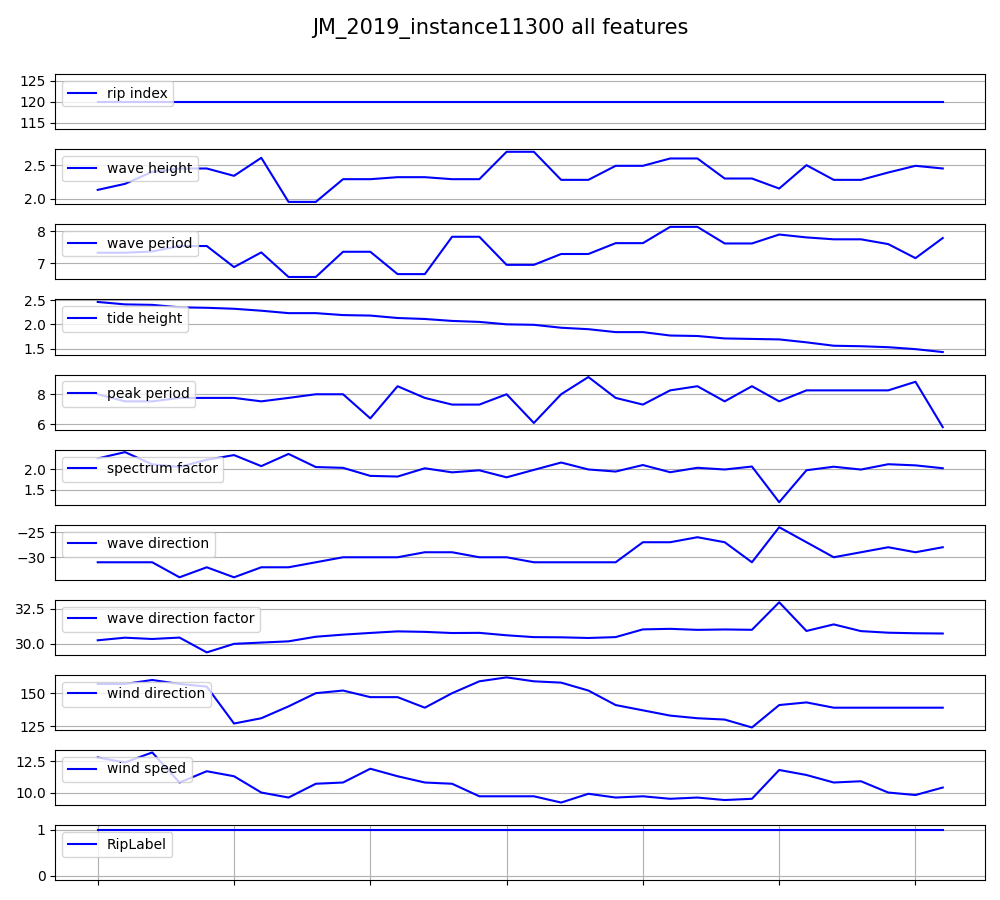 JM_2019_instance11300 all features
125
120
115
rip index
2.5
2.0
wave height
8
7
wave period
2.5
2.0
1.5
tide height
8
6
peak period
2.0
1.5
spectrum factor
−25
−30
wave direction
32.5
30.0
wave direction factor
150
125
wind direction
12.5
10.0
wind speed
1
0
RipLabel